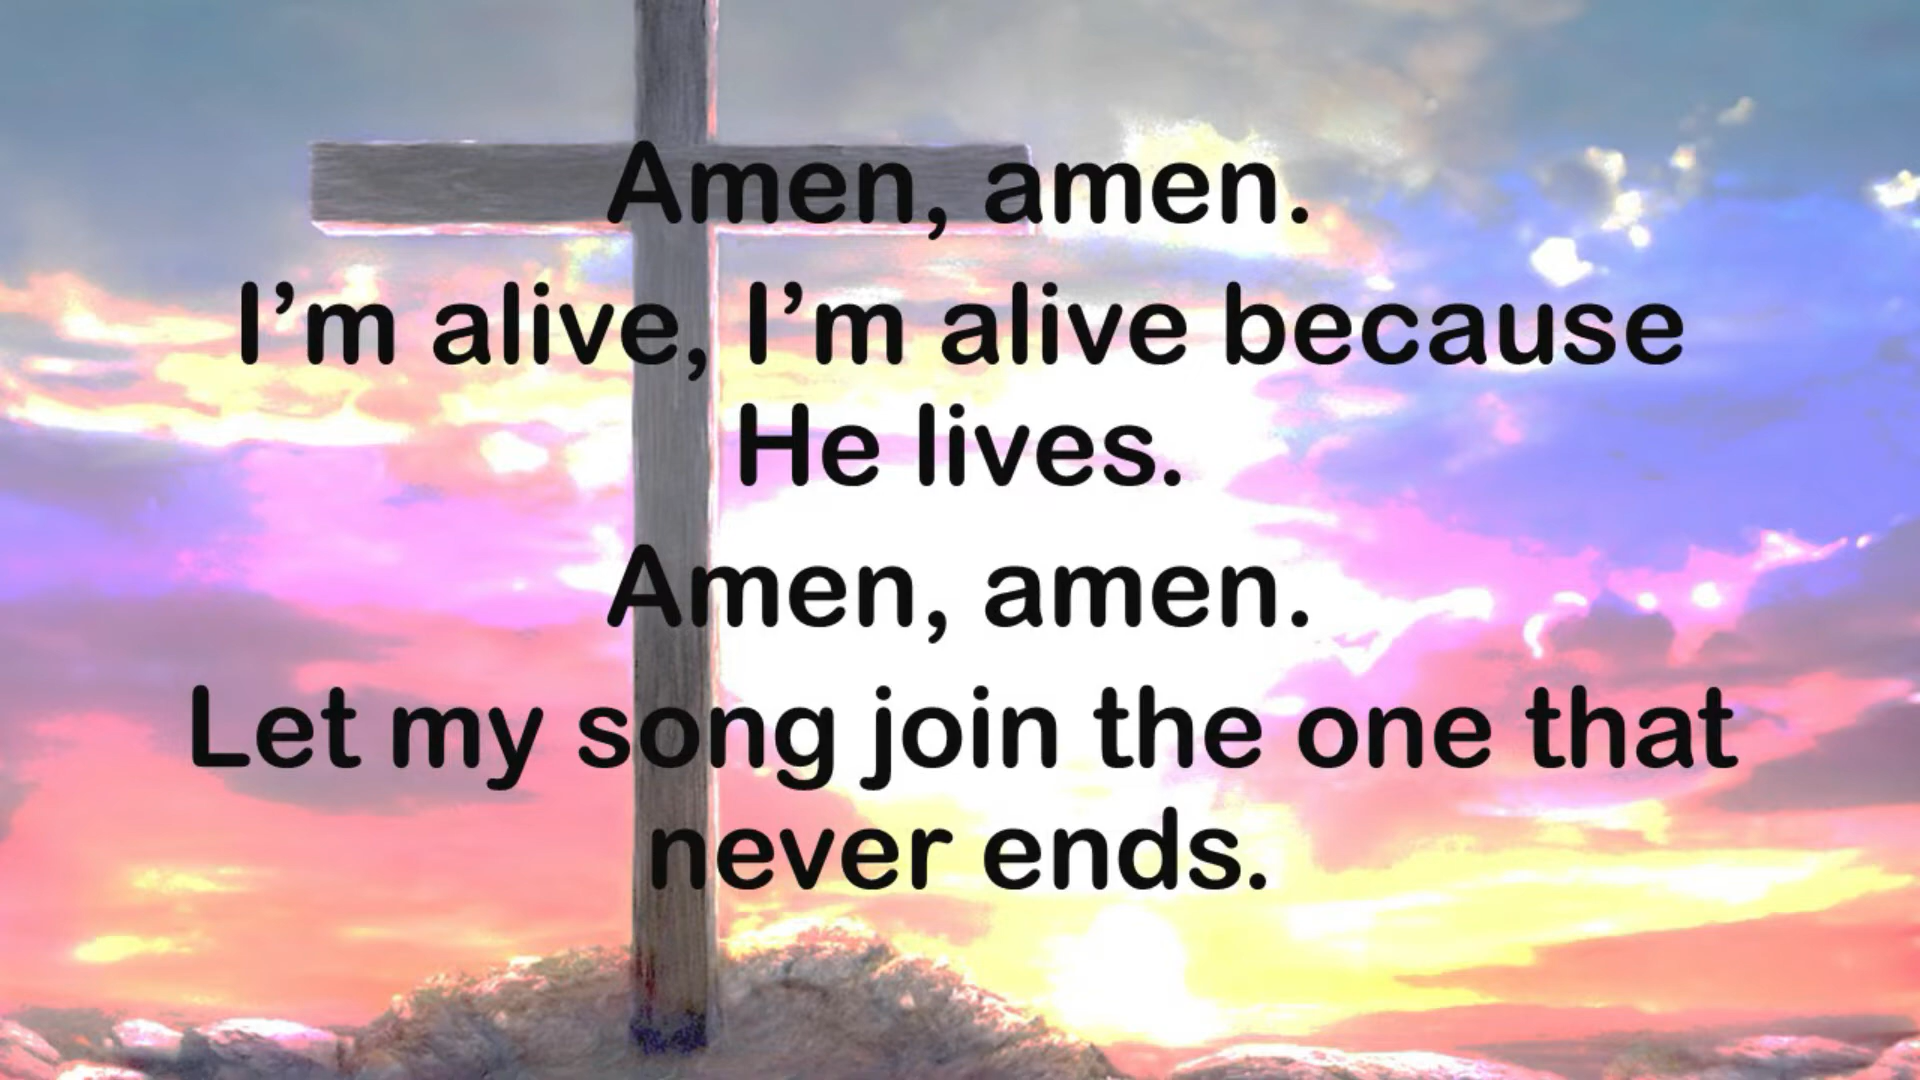 Amen, amen.
I’m alive, I’m alive because
He lives.
Amen, amen.
Let my song join the one that
never ends.